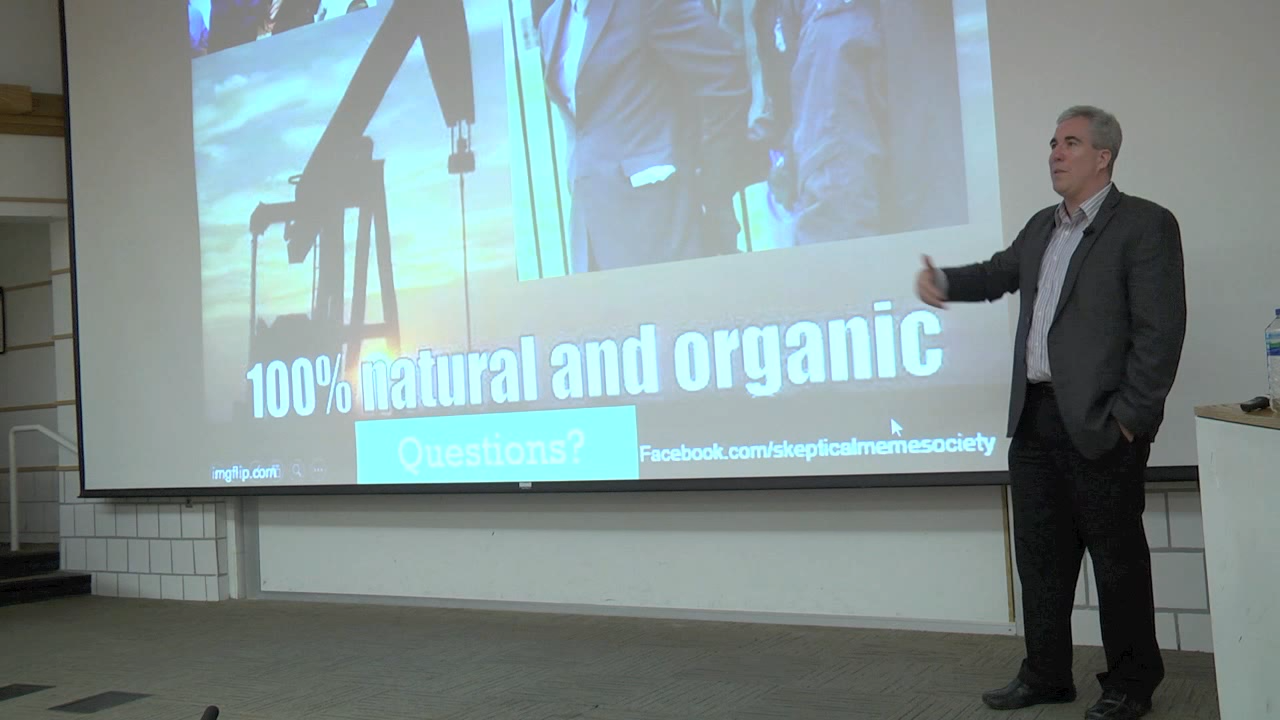 100% natural and organic
Questions?
Facebook.com/skepticalmemesociety
imgflip.com